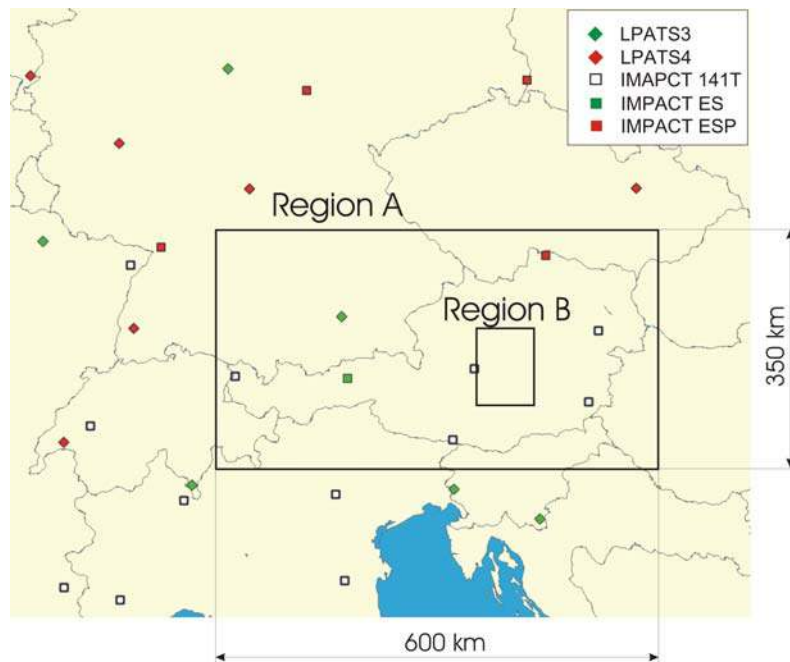 LPATS3
LPATS4
IMAPCT 141T
IMPACT ES
IMPACT ESP
Region A
Region B
350 km
600 km